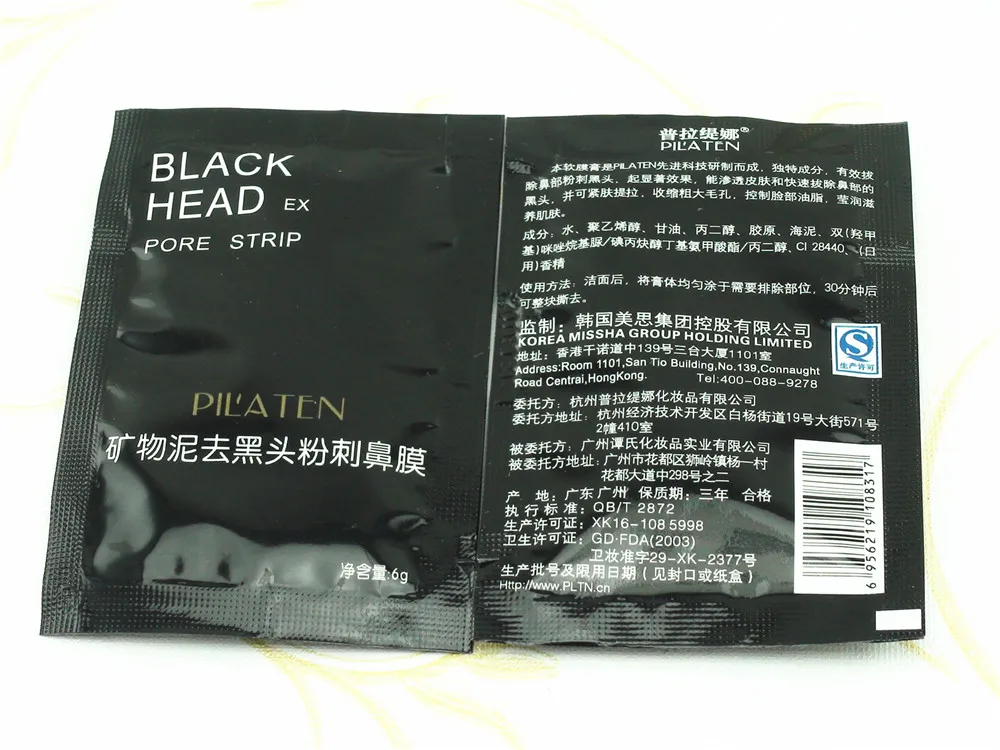 BLACK
HEAD EX
PORE STRIP
PIL'ATEN
矿物泥去黑头粉刺鼻膜
净含量:6g
普拉缇娜®
PIL'ATEN
本软膜膏是PILATEN先进科技研制而成，独特成分，有效拔
除鼻部粉刺黑头，起显著效果，能渗透皮肤和快速拔除鼻部的
黑头，并可紧肤提拉，收缩粗大毛孔，控制脸部油脂，莹润滋
养肌肤。
成分：水、聚乙烯醇、甘油、丙二醇、胶原、海泥、双(羟甲
基)咪唑烷基脲/碘丙炔醇丁基氨甲酸酯/丙二醇、CI 28440、(日
用)香精
使用方法：洁面后，将膏体均匀涂于需要排除部位，30分钟后
可整块撕去。
监制：韩国美思集团控股有限公司
KOREA MISSHA GROUP HOLDING LIMITED
地址：香港干诺道中139号三台大厦1101室
Address:Room 1101,San Tio Building,No.139,Connaught
Road Centrai,HongKong. Tel:400-088-9278
生产许可
委托方：杭州普拉缇娜化妆品有限公司
委托方地址：杭州经济技术开发区白杨街道19号大街571号
2幢410室
被委托方：广州谭氏化妆品实业有限公司
被委托方地址：广州市花都区狮岭镇杨一村
花都大道中298号之二
产 地：广东广州 保质期：三年 合格
执行标准：QB/T 2872
生产许可证：XK16-108 5998
卫生许可证：GD·FDA(2003)
卫妆准字29-XK-2377号
生产批号及限用日期（见封口或纸盒）
Http://www.PLTN.cn
6 956219 108317